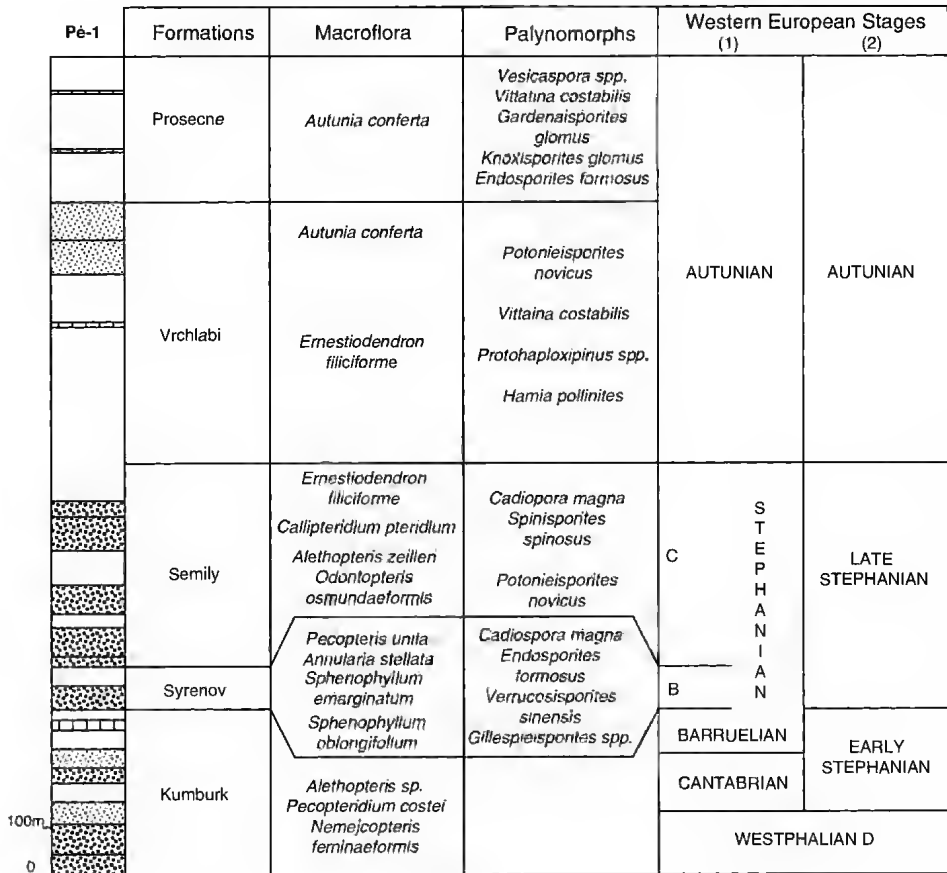 Pé-1
Formations
Macroflora
Palynomorphs
Western European Stages
(1)
(2)
Prosecne
Autunia conferta
Vesicaspora spp.
Vittatina costabilis
Gardenaisporites
glomus
Knoxisporites glomus
Endosporites formosus
Vrchlabi
Autunia conferta
Ernestiodendron
filiciforme
Potonieisporites
novicus
Vittaina costabilis
Protohaploxipinus spp.
Hamia pollinites
AUTUNIAN
AUTUNIAN
Semily
Ernestiodendron
filiciforme
Callipteridium pteridium
Alethopteris zeilleri
Odontopteris
osmundaeformis
Cadiopora magna
Spinisporites
spinosus
Potonieisporites
novicus
C
STEPHANIAN
LATE
STEPHANIAN
Syrenov
Pecopteris unita
Annularia stellata
Sphenophyllum
emarginatum
Sphenophyllum
oblongifolium
Cadiospora magna
Endosporites
formosus
Verrucosisporites
sinensis
Gillespieisporites spp.
B
Kumburk
Alethopteris sp.
Pecopteridium costei
Nemejcopteris
feminaeformis
BARRUELIAN
CANTABRIAN
EARLY
STEPHANIAN
WESTPHALIAN D
100m
0